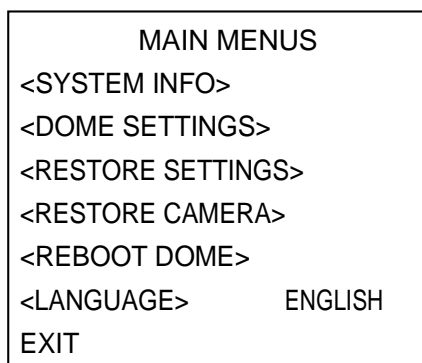 MAIN MENUS
<SYSTEM INFO>
<DOME SETTINGS>
<RESTORE SETTINGS>
<RESTORE CAMERA>
<REBOOT DOME>
<LANGUAGE> ENGLISH
EXIT